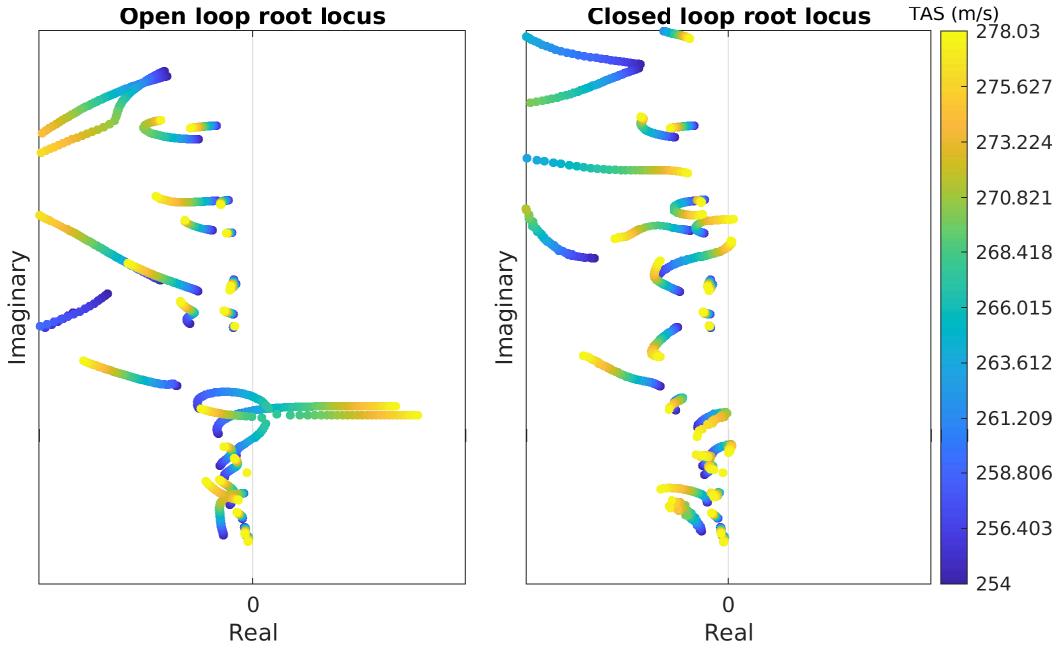 Open loop root locus
Closed loop root locus
TAS (m/s)
Imaginary
0
Real
Imaginary
0
Real
278.03
275.627
273.224
270.821
268.418
266.015
263.612
261.209
258.806
256.403
254